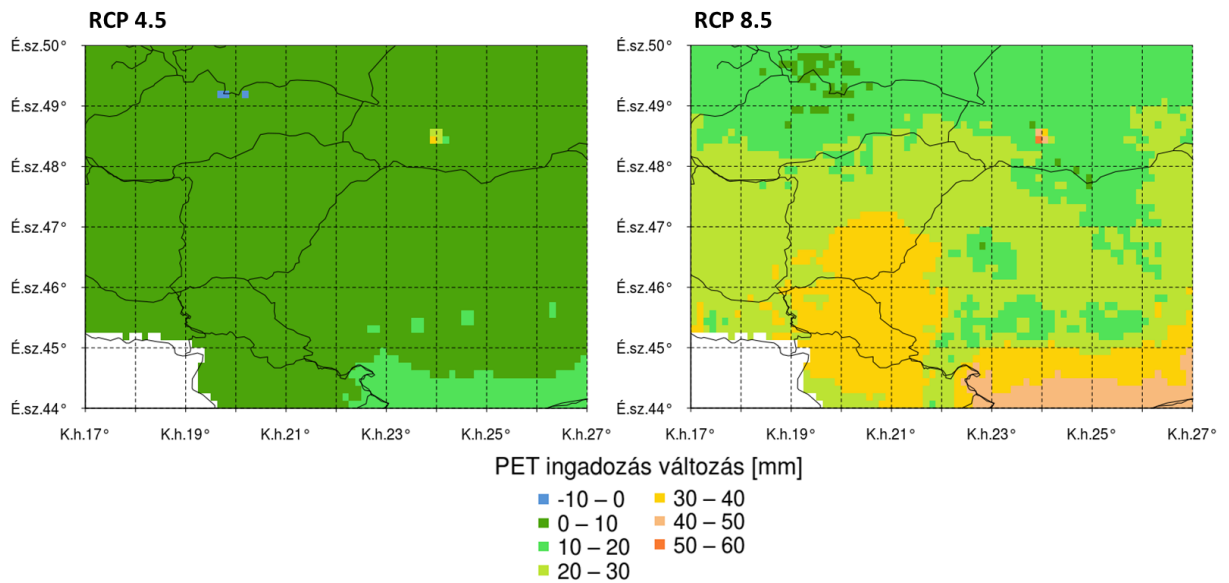 RCP 4.5
RCP 8.5
É.sz.50°
É.sz.49°
É.sz.48°
É.sz.47°
É.sz.46°
É.sz.45°
É.sz.44°
K.h.17°
K.h.19°
K.h.21°
K.h.23°
K.h.25°
K.h.27°
É.sz.50°
É.sz.49°
É.sz.48°
É.sz.47°
É.sz.46°
É.sz.45°
É.sz.44°
K.h.17°
K.h.19°
K.h.21°
K.h.23°
K.h.25°
K.h.27°
PET ingadozás változás [mm]
-10 – 0
0 – 10
10 – 20
20 – 30
30 – 40
40 – 50
50 – 60